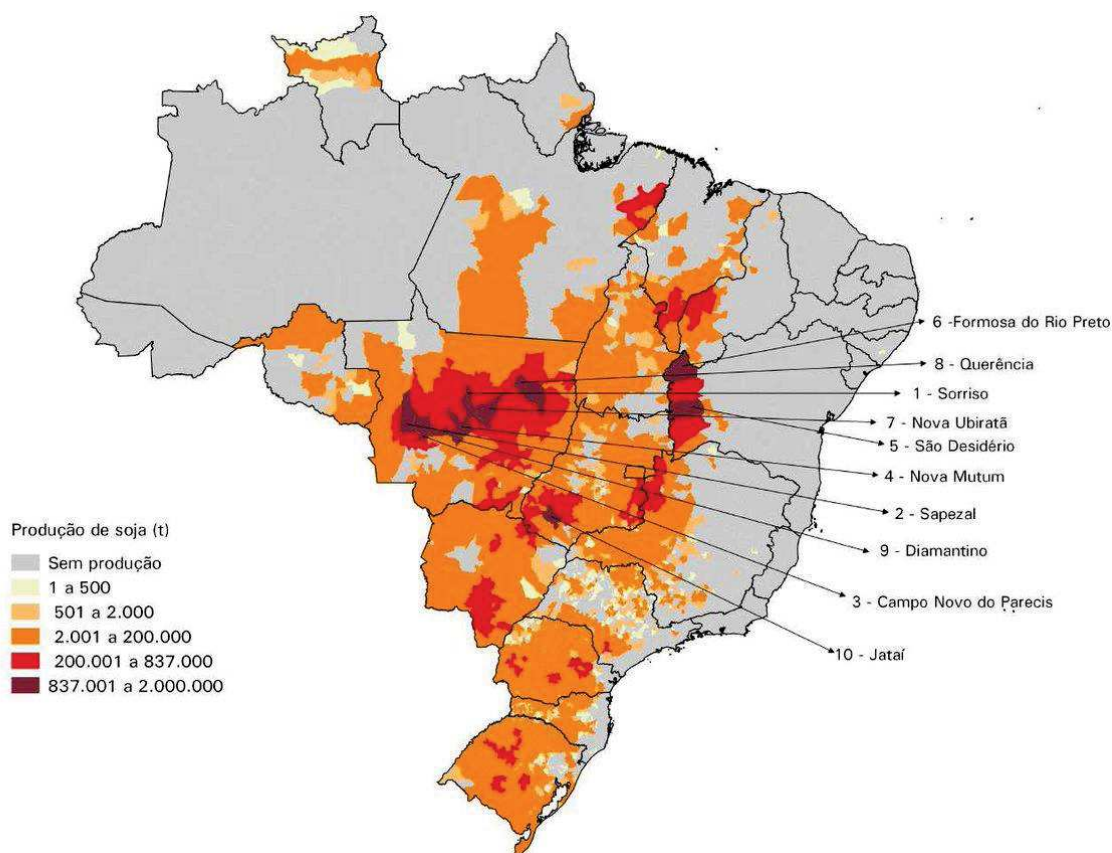 6 -Formosa do Rio Preto
8 - Querência
1 - Sorriso
7 - Nova Ubiratã
5 - São Desidério
4 - Nova Mutum
2 - Sapezal
9 - Diamantino
3 - Campo Novo do Parecis
10 - Jataí
Produção de soja (t)
Sem produção
1 a 500
501 a 2.000
2.001 a 200.000
200.001 a 837.000
837.001 a 2.000.000